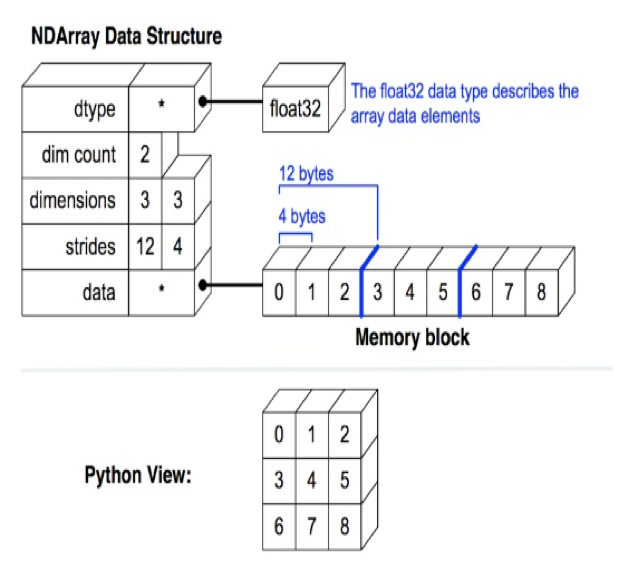 NDArray Data Structure
dtype * float32
The float32 data type describes the
array data elements
dim count 2
dimensions 3 3
strides 12 4
data *
12 bytes
4 bytes
0 1 2 3 4 5 6 7 8
Memory block
Python View:
0 1 2
3 4 5
6 7 8